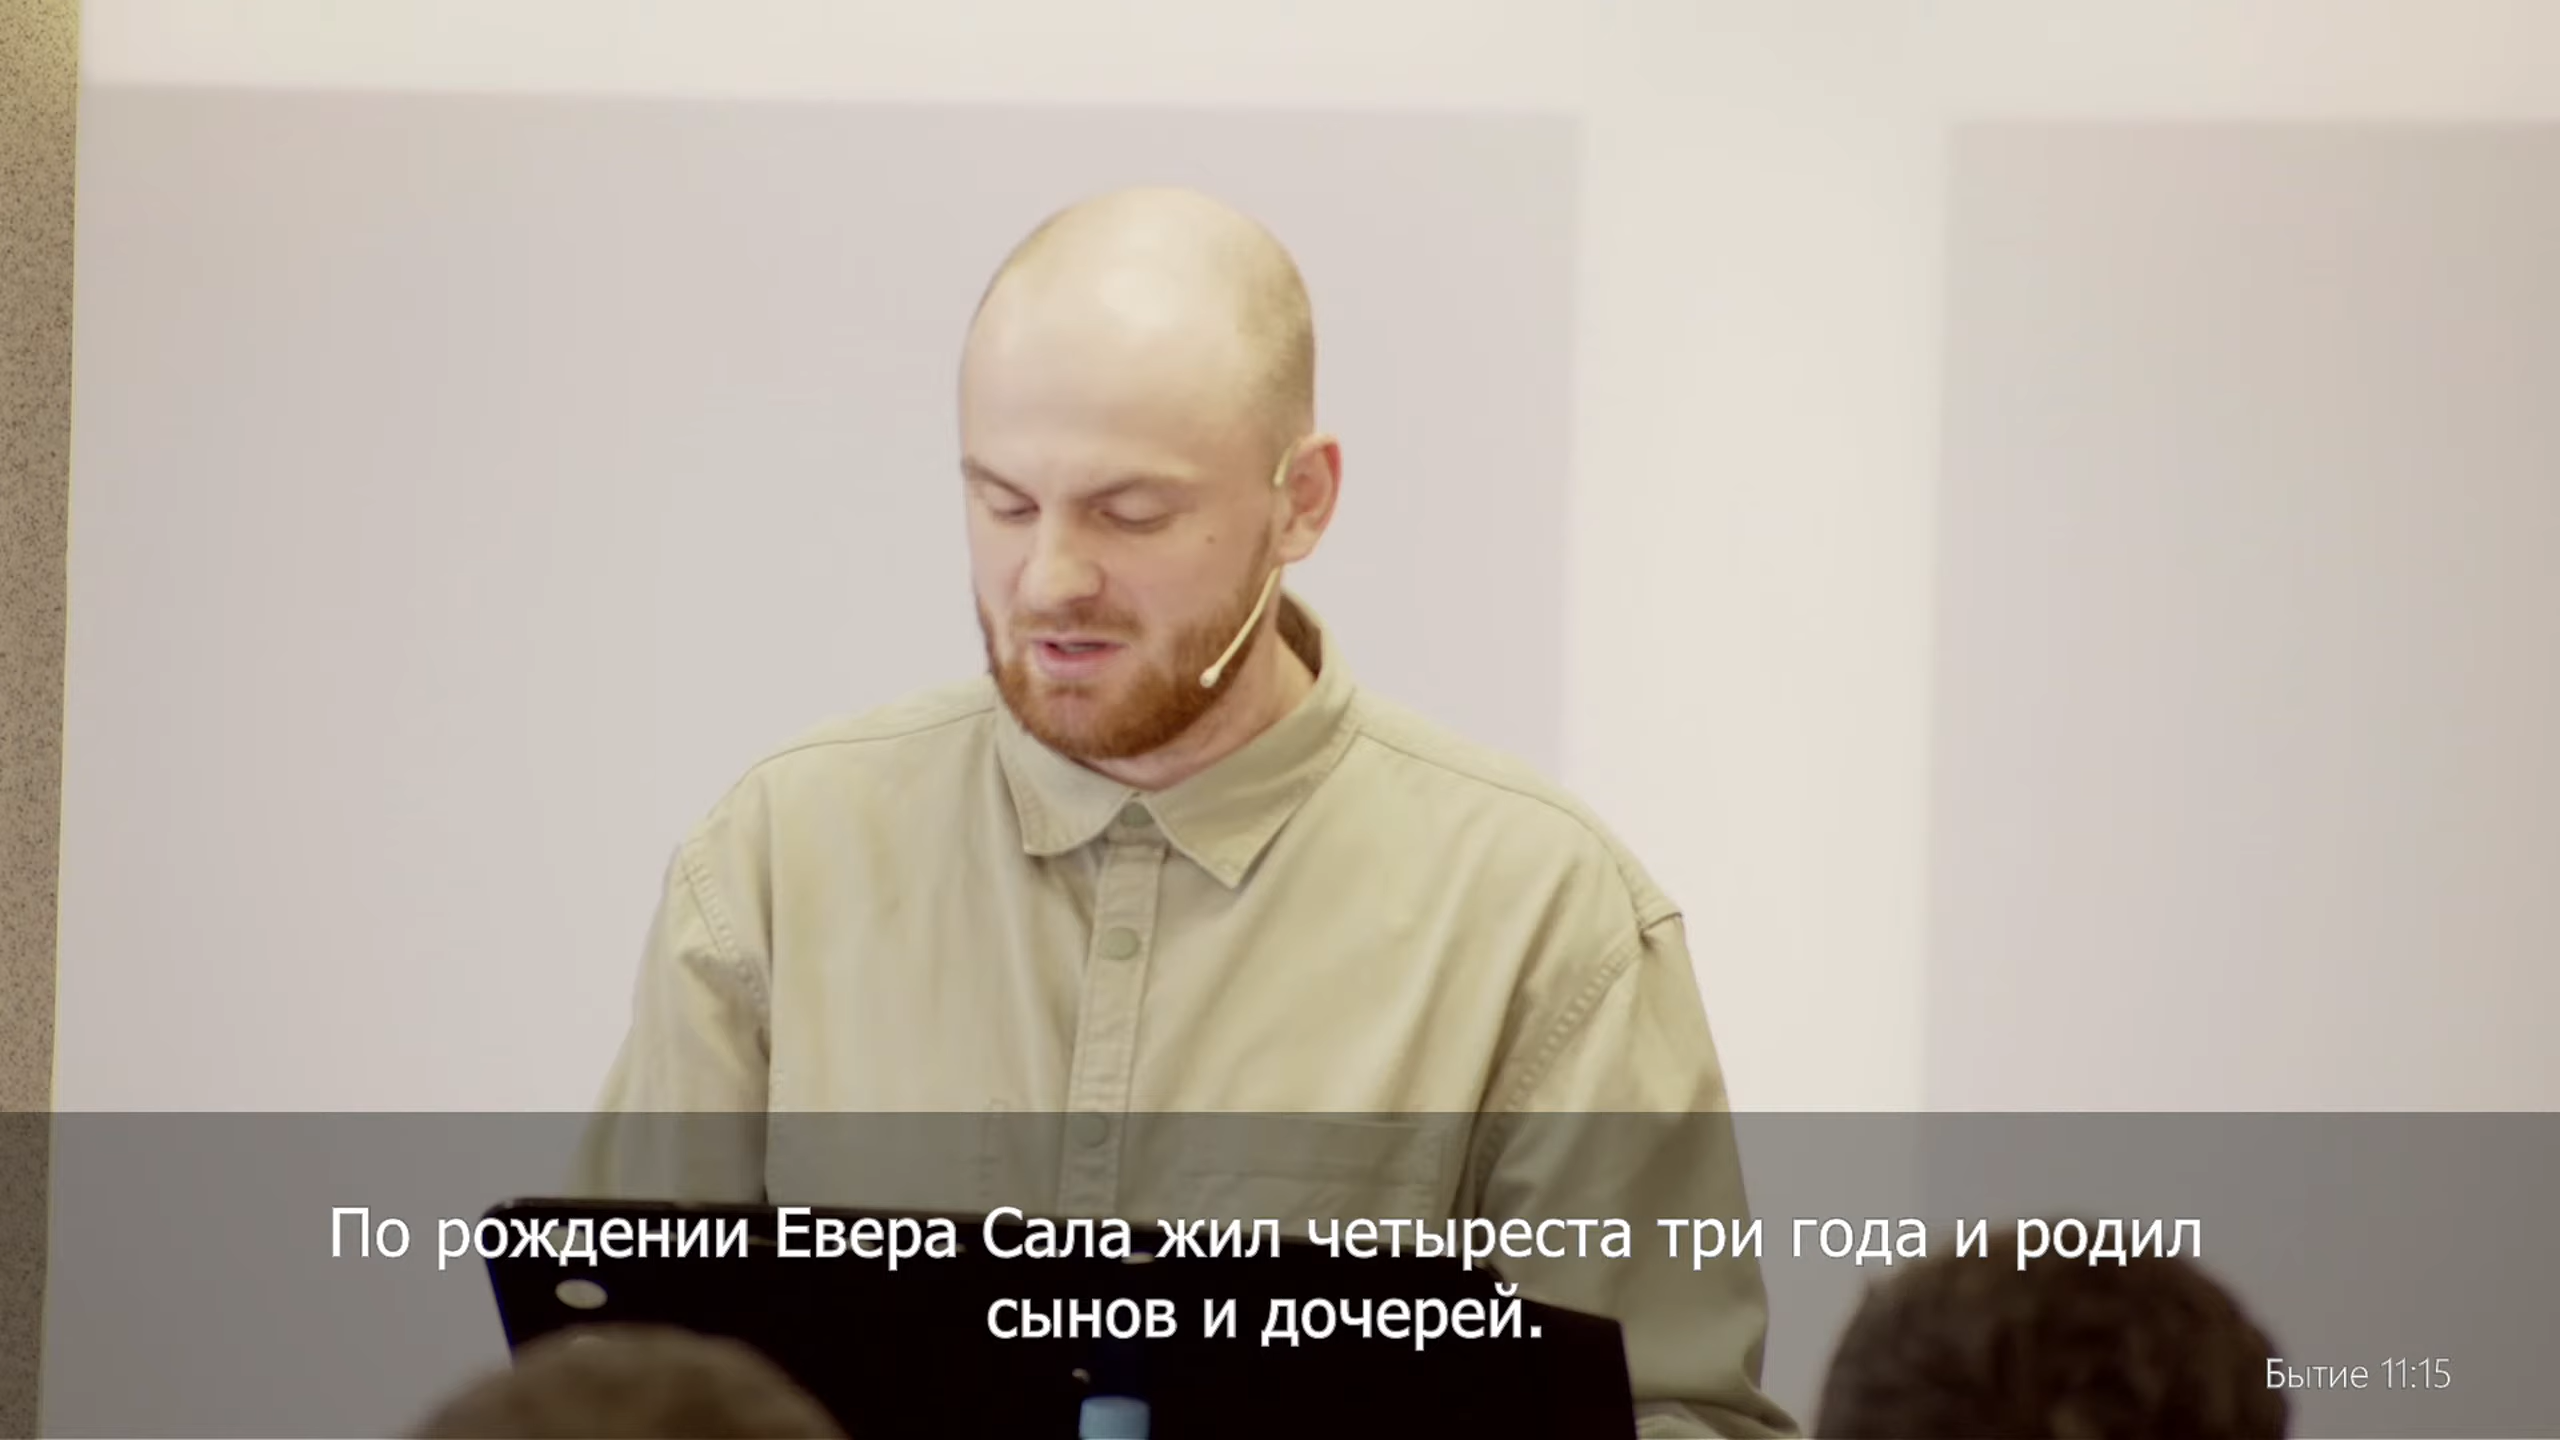 По рождении Евера Сала жил четыреста три года и родил
сынов и дочерей.
Бытие 11:15